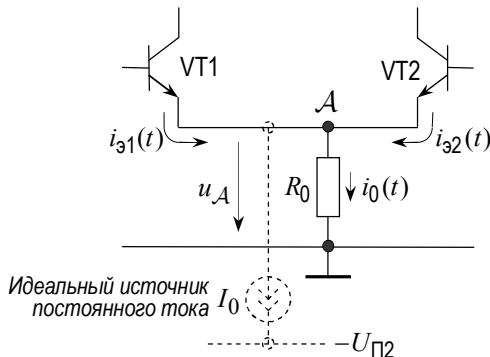 VT1
VT2
𝒜
iэ1(t)
iэ2(t)
u𝒜
R0
i0(t)
Идеальный источник
постоянного тока
I0
−UП2